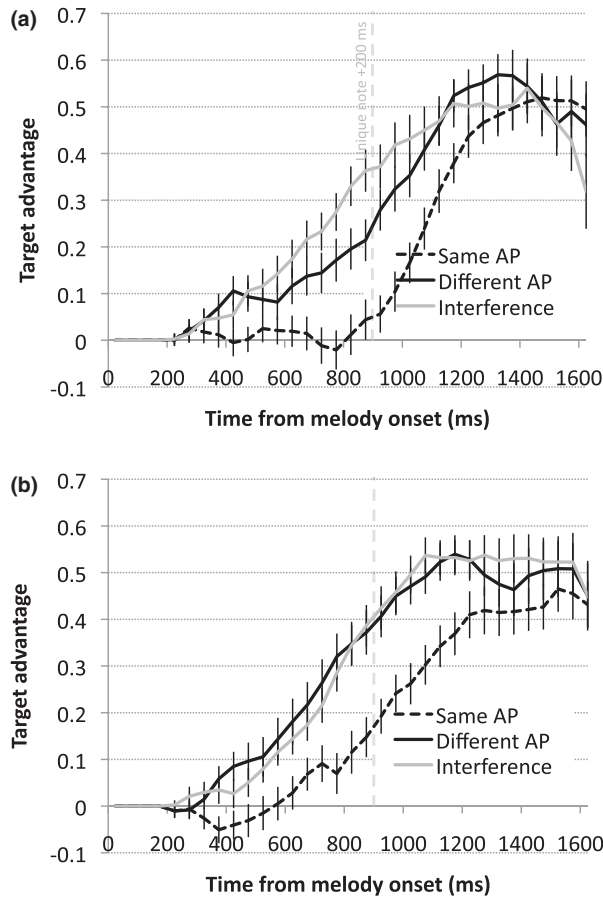 (a)
0.7
0.6
0.5
0.4
0.3
0.2
0.1
0
-0.1
Target advantage
Unique note +200 ms
Same AP
Different AP
Interference
0 200 400 600 800 1000 1200 1400 1600
Time from melody onset (ms)
(b)
0.7
0.6
0.5
0.4
0.3
0.2
0.1
0
-0.1
Target advantage
Same AP
Different AP
Interference
0 200 400 600 800 1000 1200 1400 1600
Time from melody onset (ms)